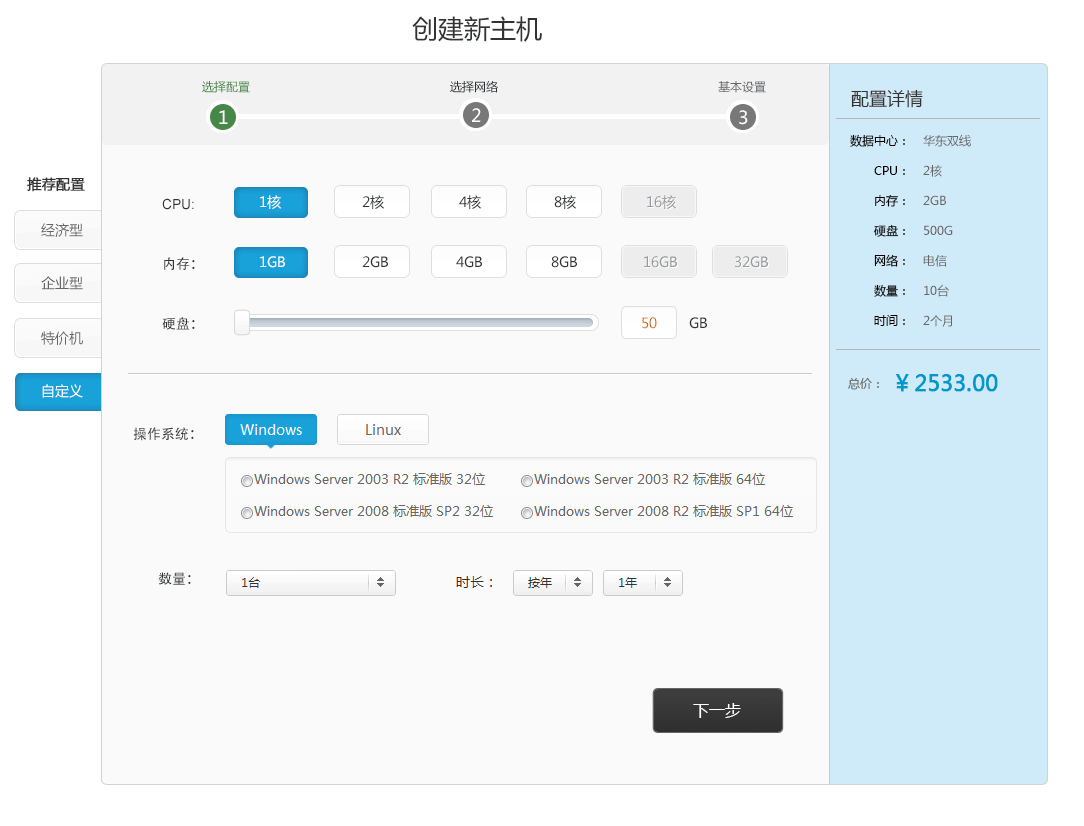 创建新主机
选择配置 选择网络 基本设置
1 2 3
推荐配置
经济型
企业型
特价机
自定义
CPU: 1核 2核 4核 8核 16核
内存: 1GB 2GB 4GB 8GB 16GB 32GB
硬盘: 50 GB
操作系统: Windows Linux
Windows Server 2003 R2 标准版 32位 Windows Server 2003 R2 标准版 64位
Windows Server 2008 标准版 SP2 32位 Windows Server 2008 R2 标准版 SP1 64位
数量: 1台 时长： 按年 1年
下一步
配置详情
数据中心： 华东双线
CPU： 2核
内存： 2GB
硬盘： 500G
网络： 电信
数量： 10台
时间： 2个月
总价： ¥ 2533.00